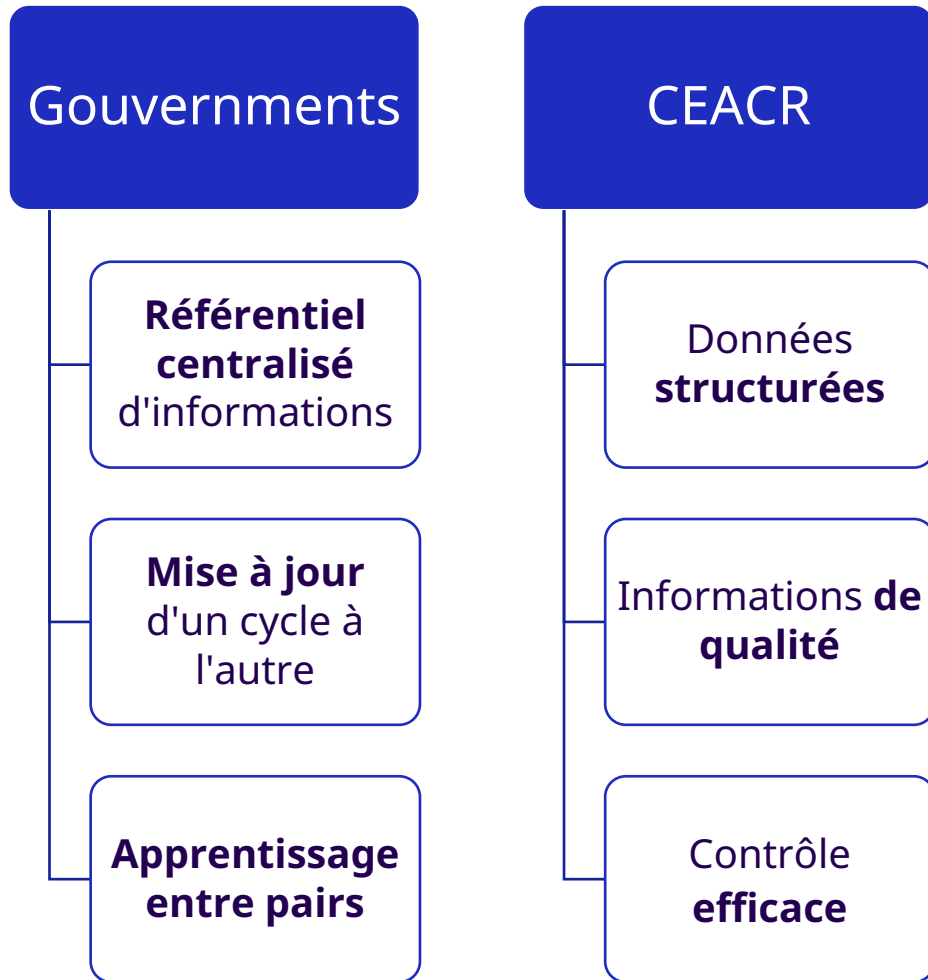 Gouvernments
Référentiel
centralisé
d'informations
Mise à jour
d'un cycle à
l'autre
Apprentissage
entre pairs
CEACR
Données
structurées
Informations de
qualité
Contrôle
efficace